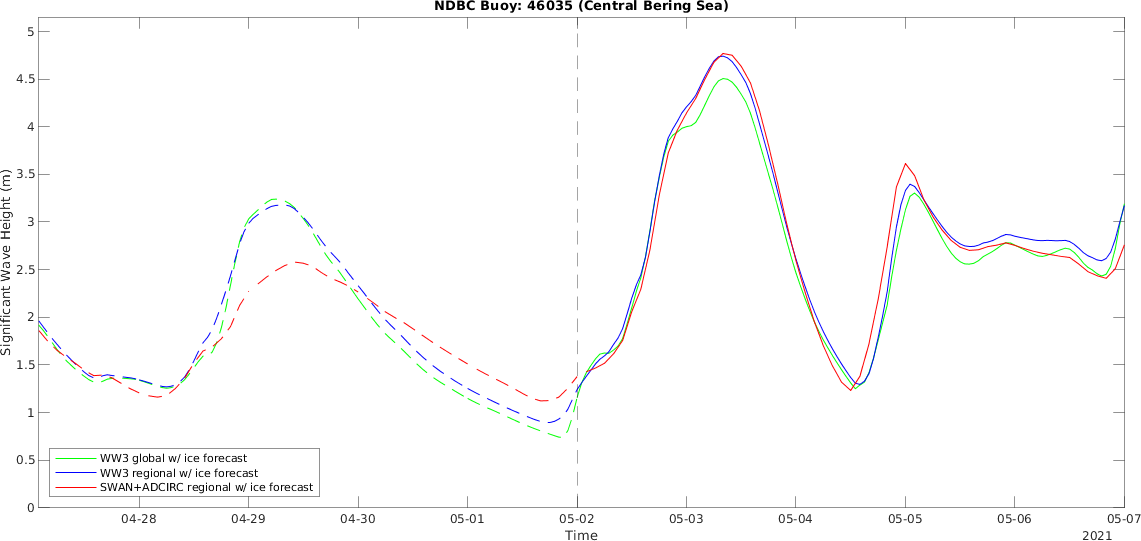 NDBC Buoy: 46035 (Central Bering Sea)
5
4.5
4
3.5
3
2.5
2
1.5
1
0.5
0
Significant Wave Height (m)
WW3 global w/ ice forecast
WW3 regional w/ ice forecast
SWAN+ADCIRC regional w/ ice forecast
04-28 04-29 04-30 05-01 05-02 05-03 05-04 05-05 05-06 05-07
Time
2021